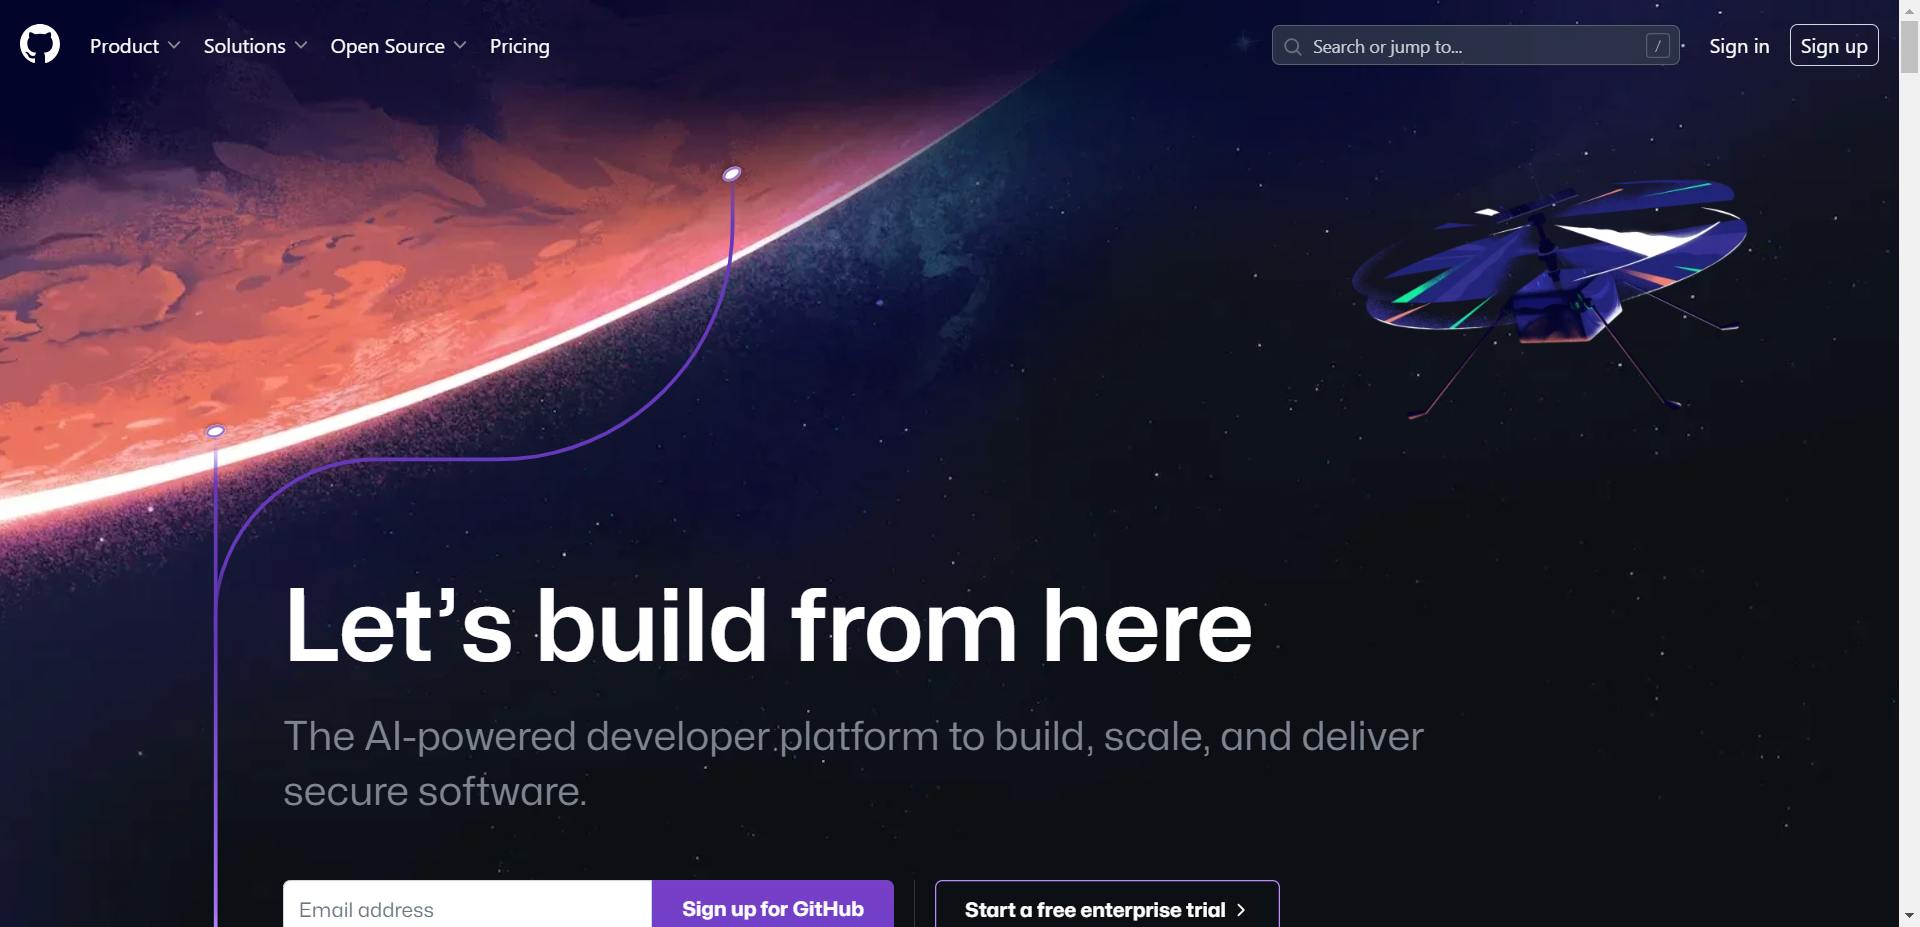 Product
Solutions
Open Source
Pricing
Search or jump to...
/
Sign in
Sign up
Let’s build from here
The AI-powered developer platform to build, scale, and deliver
secure software.
Email address
Sign up for GitHub
Start a free enterprise trial